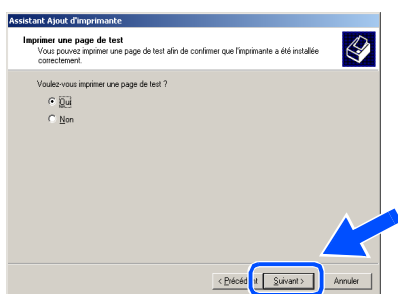 Assistant Ajout d'imprimante
Imprimer une page de test
Vous pouvez imprimer une page de test afin de confirmer que l'imprimante a été installée
correctement.
Voulez-vous imprimer une page de test ?
Oui
Non
< Précédent Suivant > Annuler